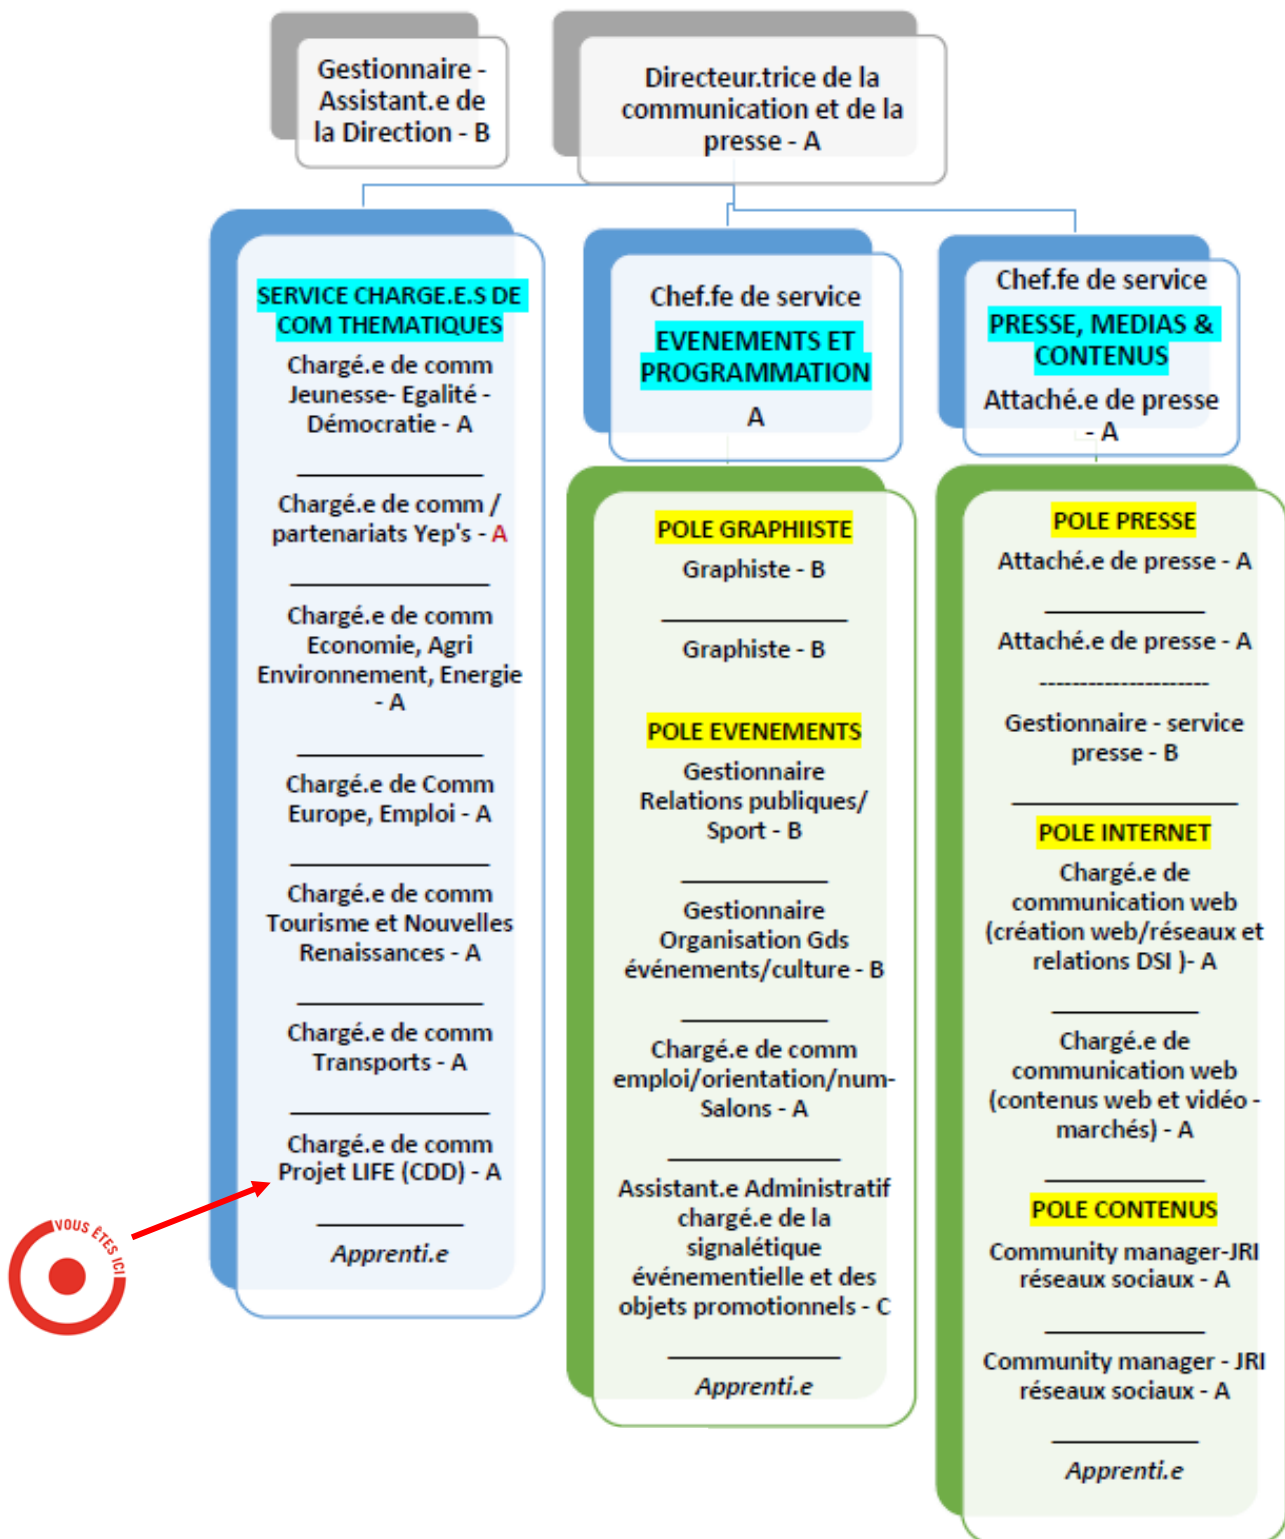 Gestionnaire -
Assistant.e de
la Direction - B
Directeur.trice de la
communication et de la
presse - A
SERVICE CHARGE.E.S DE
COM THEMATIQUES
Chargé.e de comm
Jeunesse- Egalité -
Démocratie - A
Chargé.e de comm /
partenariats Yep's - A
Chargé.e de comm
Economie, Agri
Environnement, Energie
- A
Chargé.e de Comm
Europe, Emploi - A
Chargé.e de comm
Tourisme et Nouvelles
Renaissances - A
Chargé.e de comm
Transports - A
Chargé.e de comm
Projet LIFE (CDD) - A
Apprenti.e
VOUS ÊTES ICI
Chef.fe de service
EVENEMENTS ET
PROGRAMMATION
A
POLE GRAPHIISTE
Graphiste - B
Graphiste - B
POLE EVENEMENTS
Gestionnaire
Relations publiques/
Sport - B
Gestionnaire
Organisation Gds
événements/culture - B
Chargé.e de comm
emploi/orientation/num-
Salons - A
Assistant.e Administratif
chargé.e de la
signalétique
événementielle et des
objets promotionnels - C
Apprenti.e
Chef.fe de service
PRESSE, MEDIAS &
CONTENUS
Attaché.e de presse
- A
POLE PRESSE
Attaché.e de presse - A
Attaché.e de presse - A
---------------------
Gestionnaire - service
presse - B
POLE INTERNET
Chargé.e de
communication web
(création web/réseaux et
relations DSI )- A
Chargé.e de
communication web
(contenus web et vidéo -
marchés) - A
POLE CONTENUS
Community manager-JRI
réseaux sociaux - A
Community manager - JRI
réseaux sociaux - A
Apprenti.e